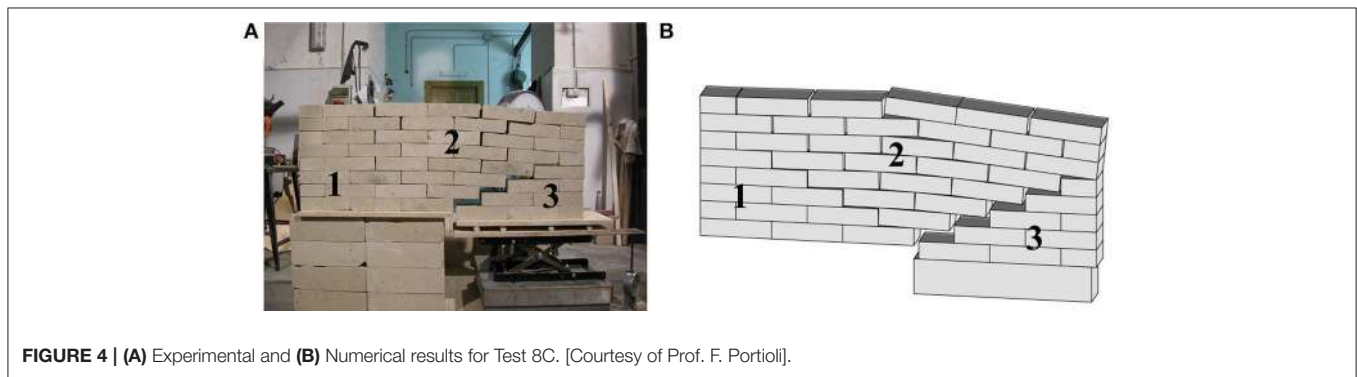 A
B
1
2
3
1
2
3
FIGURE 4 | (A) Experimental and (B) Numerical results for Test 8C. [Courtesy of Prof. F. Portioli].